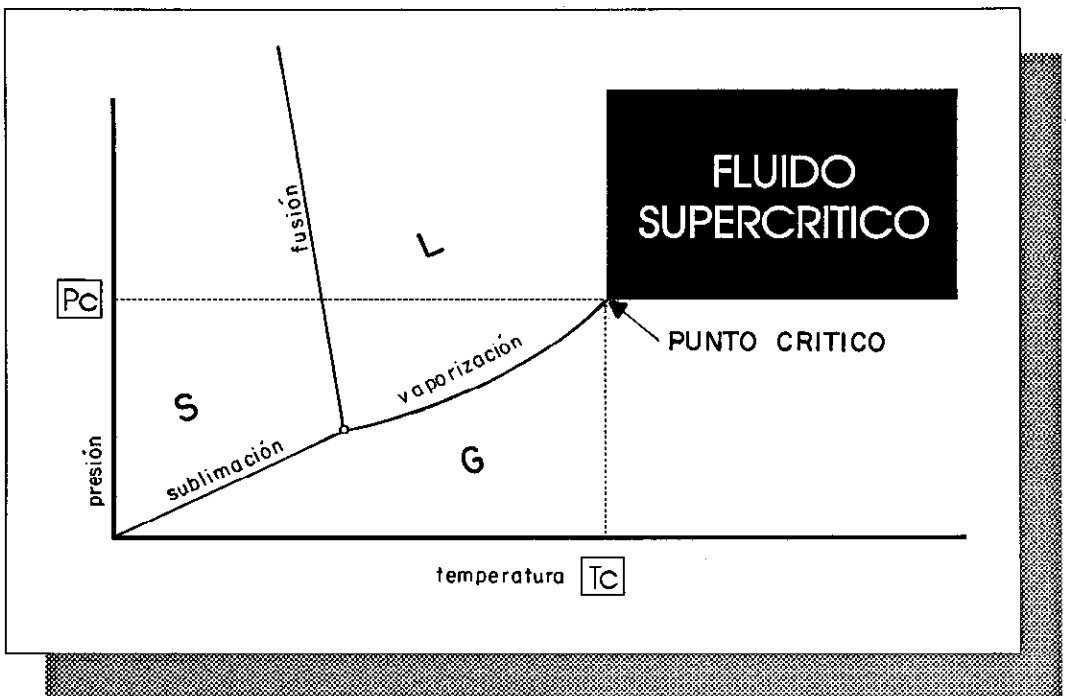 fusión
L
FLUIDO
SUPERCRITICO
Pc
PUNTO CRITICO
vaporización
S
G
sublimación
presión
temperatura Tc